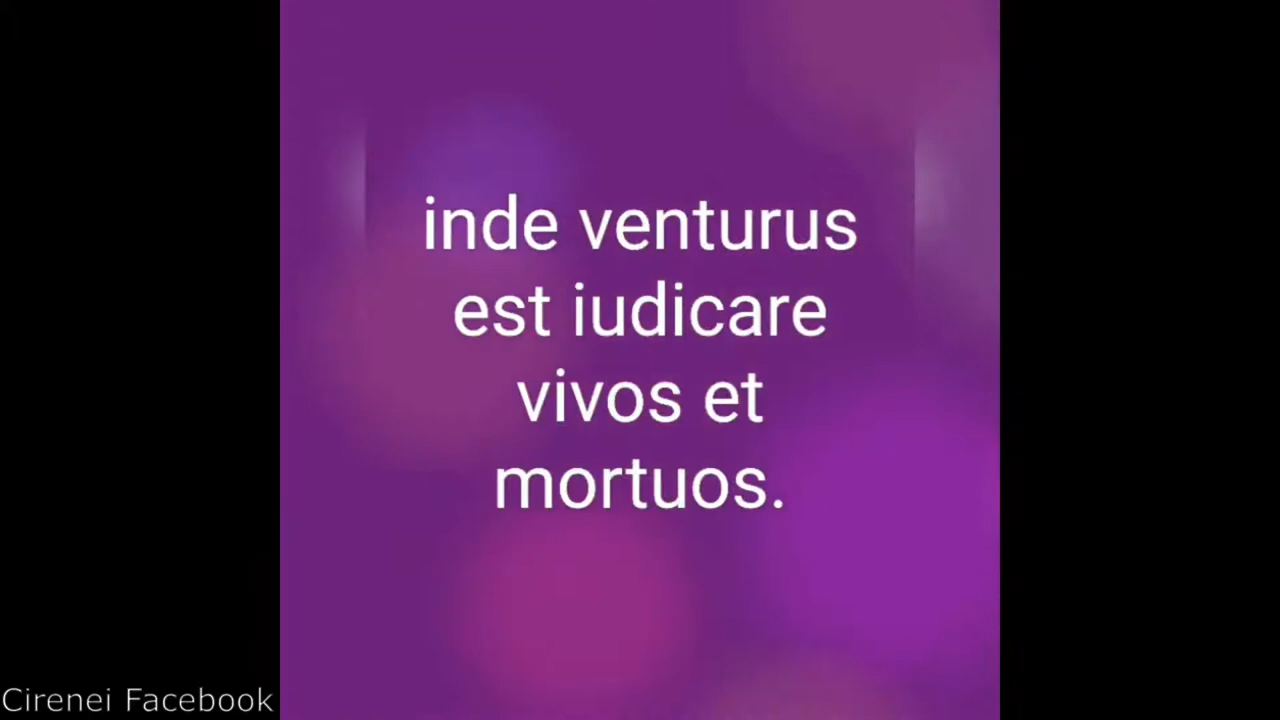 inde venturus
est iudicare
vivos et
mortuos.
Cirenei Facebook